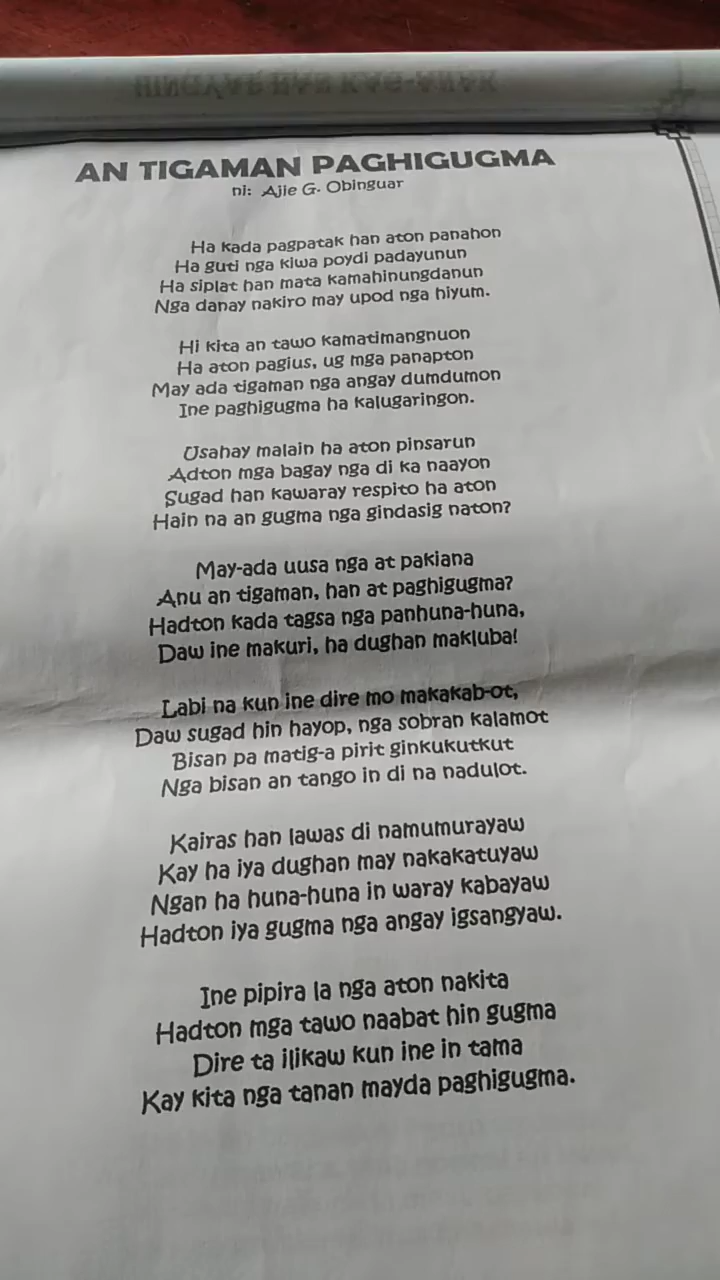 AN TIGAMAN PAGHIGUGMA
ni: Ajie G. Obinguar
Ha kada pagpatak han aton panahon
Ha guti nga kiwa poydi padayunun
Ha siplat han mata kamahinungdanun
Nga danay nakiro may upod nga hiyum.
Hi kita an tawo kamatimangnuon
Ha aton pagius, ug mga panapton
May ada tigaman nga angay dumdumon
Ine paghigugma ha kalugaringon.
Usahay malain ha aton pinsarun
Adton mga bagay nga di ka naayon
Sugad han kawaray respito ha aton
Hain na an gugma nga gindasig naton?
May-ada uusa nga at pakiana
Anu an tigaman, han at paghigugma?
Hadton kada tagsa nga panhuna-huna,
Daw ine makuri, ha dughan makluba!
Labi na kun ine dire mo makakab-ot,
Daw sugad hin hayop, nga sobran kalamot
Bisan pa matig-a pirit ginkukutkut
Nga bisan an tango in di na nadulot.
Kairas han lawas di namumurayaw
Kay ha iya dughan may nakakatuyaw
Ngan ha huna-huna in waray kabayaw
Hadton iya gugma nga angay igsangyaw.
Ine pipira la nga aton nakita
Hadton mga tawo naabat hin gugma
Dire ta ilikaw kun ine in tama
Kay kita nga tanan mayda paghigugma.